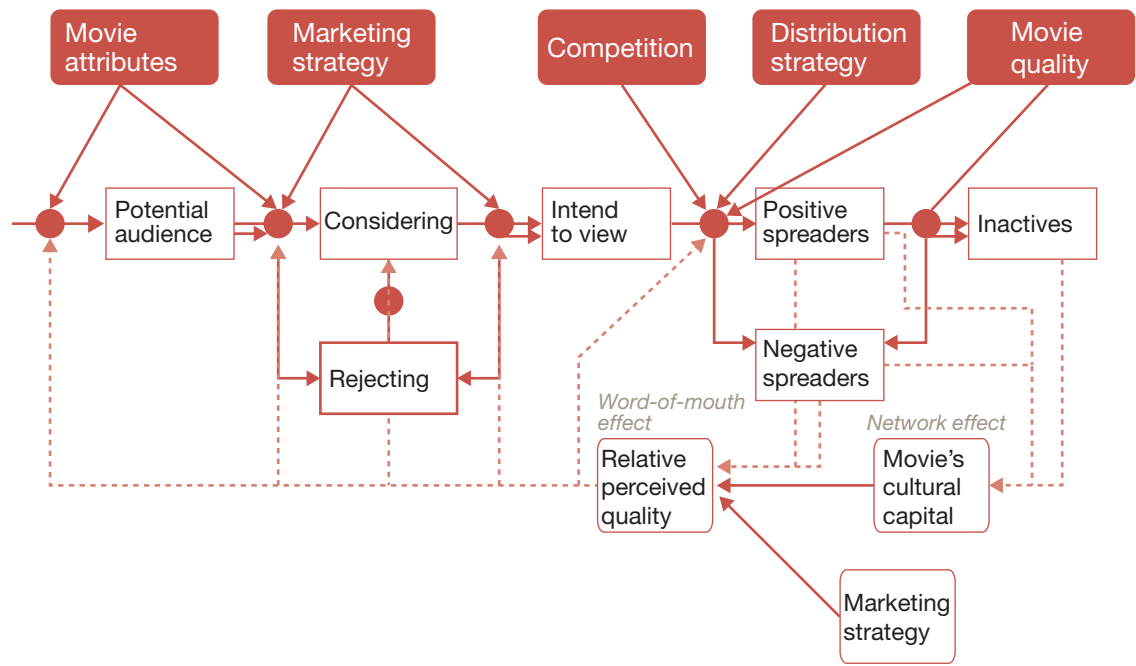 Movie
attributes
Marketing
strategy
Competition
Distribution
strategy
Movie
quality
Potential
audience
Considering
Intend
to view
Positive
spreaders
Inactives
Rejecting
Negative
spreaders
Word-of-mouth
effect
Network effect
Relative
perceived
quality
Movie’s
cultural
capital
Marketing
strategy